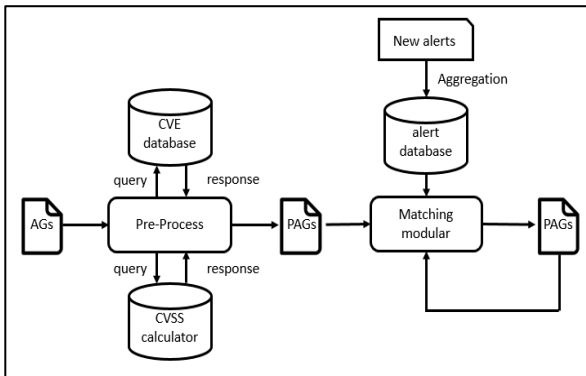 New alerts
Aggregation
CVE
database
alert
database
query
response
AGs
Pre-Process
PAGs
Matching
modular
PAGs
query
response
CVSS
calculator